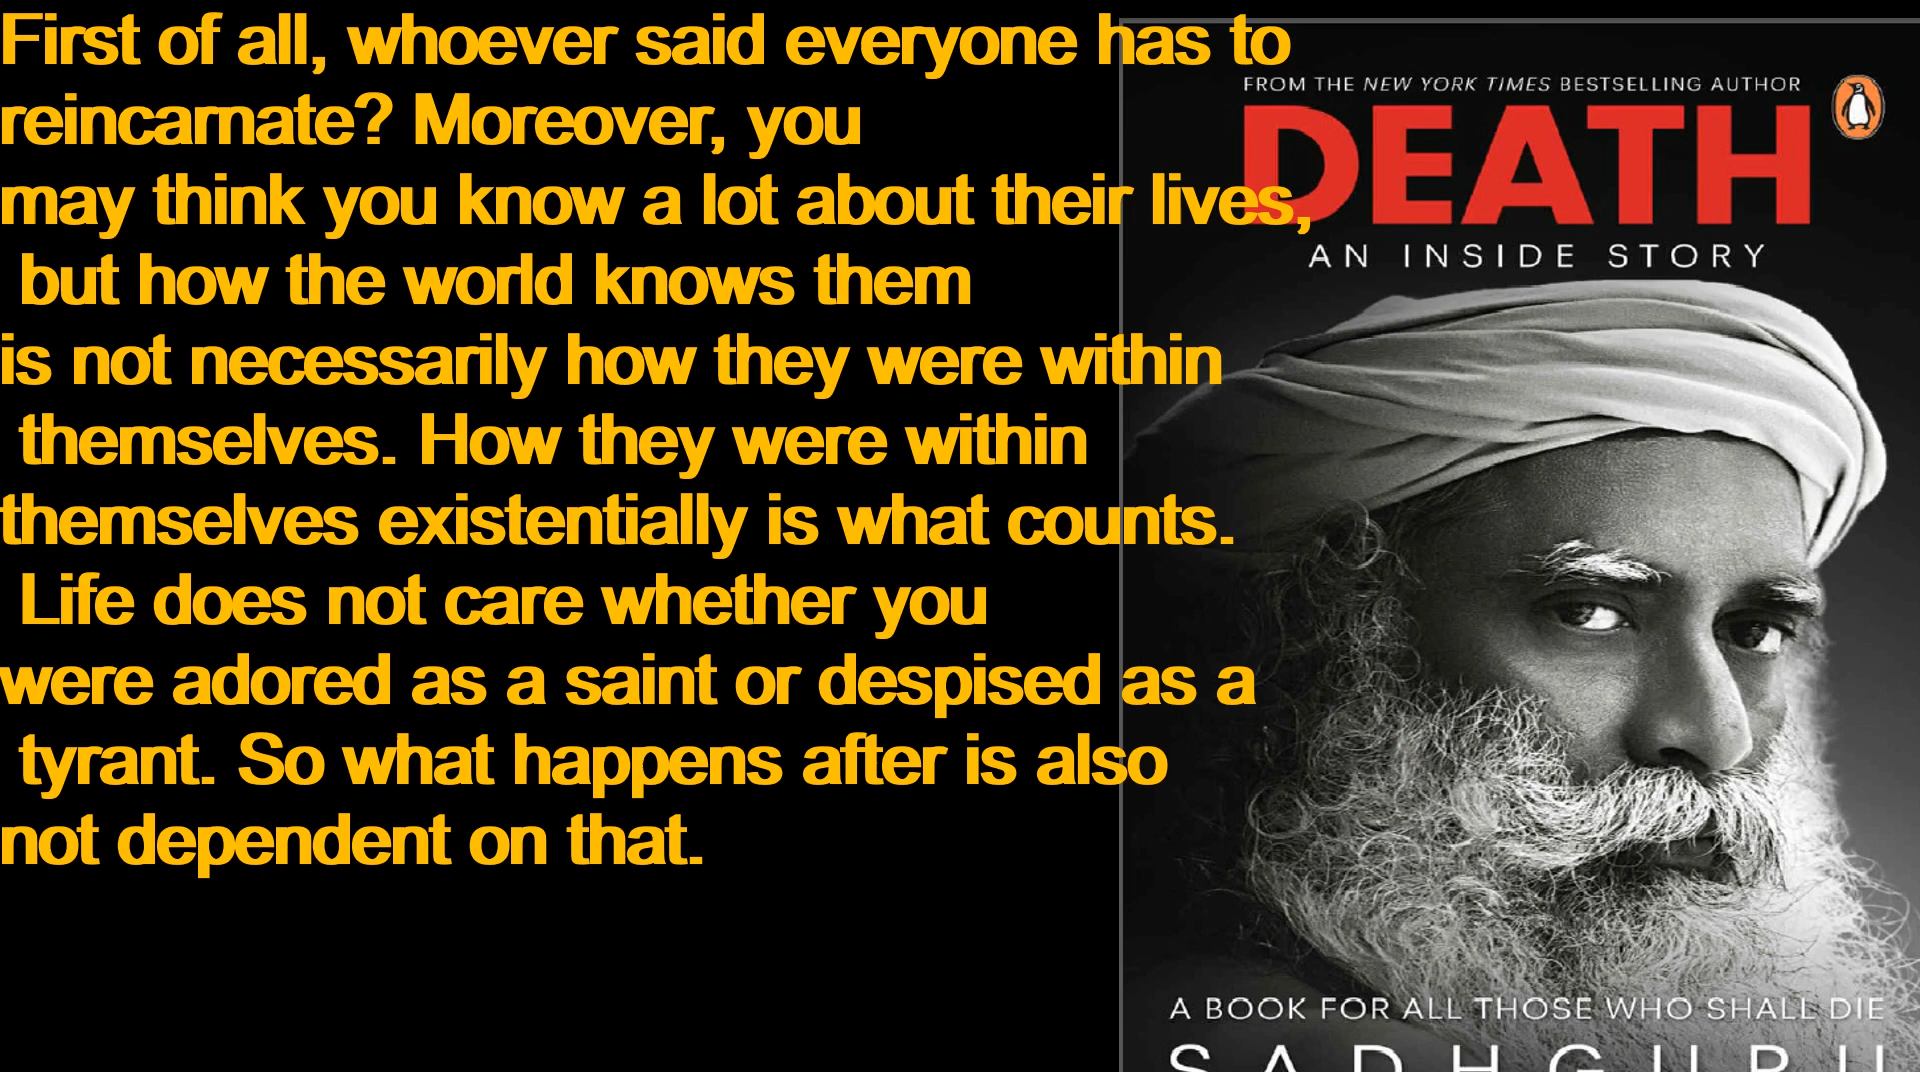 First of all, whoever said everyone has to
reincarnate? Moreover, you
may think you know a lot about their lives,
but how the world knows them
is not necessarily how they were within
themselves. How they were within
themselves existentially is what counts.
Life does not care whether you
were adored as a saint or despised as a
tyrant. So what happens after is also
not dependent on that.
FROM THE NEW YORK TIMES BESTSELLING AUTHOR
DEATH
AN INSIDE STORY
A BOOK FOR ALL THOSE WHO SHALL DIE
SADHGURU